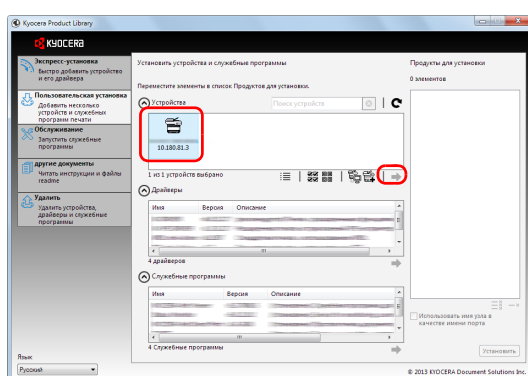 Kyocera Product Library
KYOCERA
Экспресс-установка
Быстро добавить устройство
и его драйвера
Пользовательская установка
Добавить несколько
устройств и служебных
программ печати
Обслуживание
Запустить служебные
программы
другие документы
Читать инструкции и файлы
readme
Удалить
Удалить устройства,
драйверы и служебные
программы
Язык
Русский
Установить устройства и служебные программы
Переместите элементы в список Продуктов для установки.
Устройства
Поиск устройств
10.180.81.3
1 из 1 устройств выбрано
Драйверы
Имя Версия Описание
4 драйверов
Служебные программы
Имя Версия Описание
4 Служебные программы
Продукты для установки
0 элементов
Использовать имя узла в
качестве имени порта
Установить
© 2013 KYOCERA Document Solutions Inc.